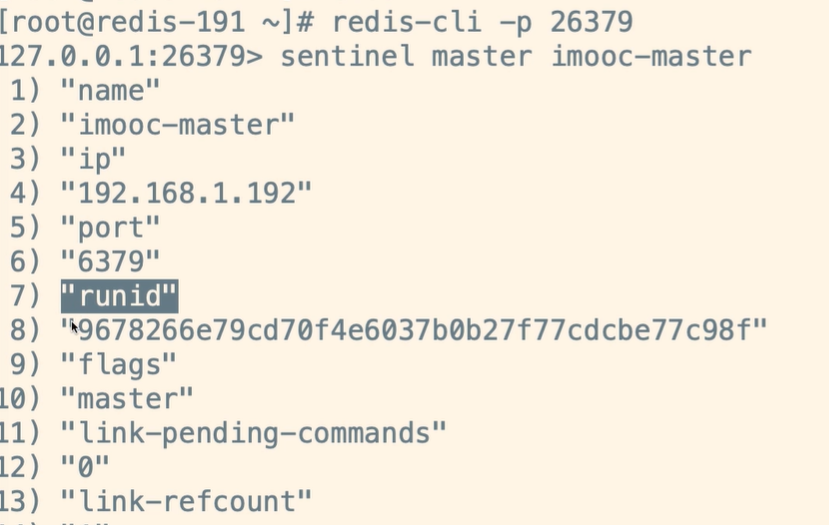 [root@redis-191 ~]# redis-cli -p 26379
127.0.0.1:26379> sentinel master imooc-master
1) "name"
2) "imooc-master"
3) "ip"
4) "192.168.1.192"
5) "port"
6) "6379"
7) "runid"
8) "9678266e79cd70f4e6037b0b27f77cdcbe77c98f"
9) "flags"
10) "master"
11) "link-pending-commands"
12) "0"
13) "link-refcount"